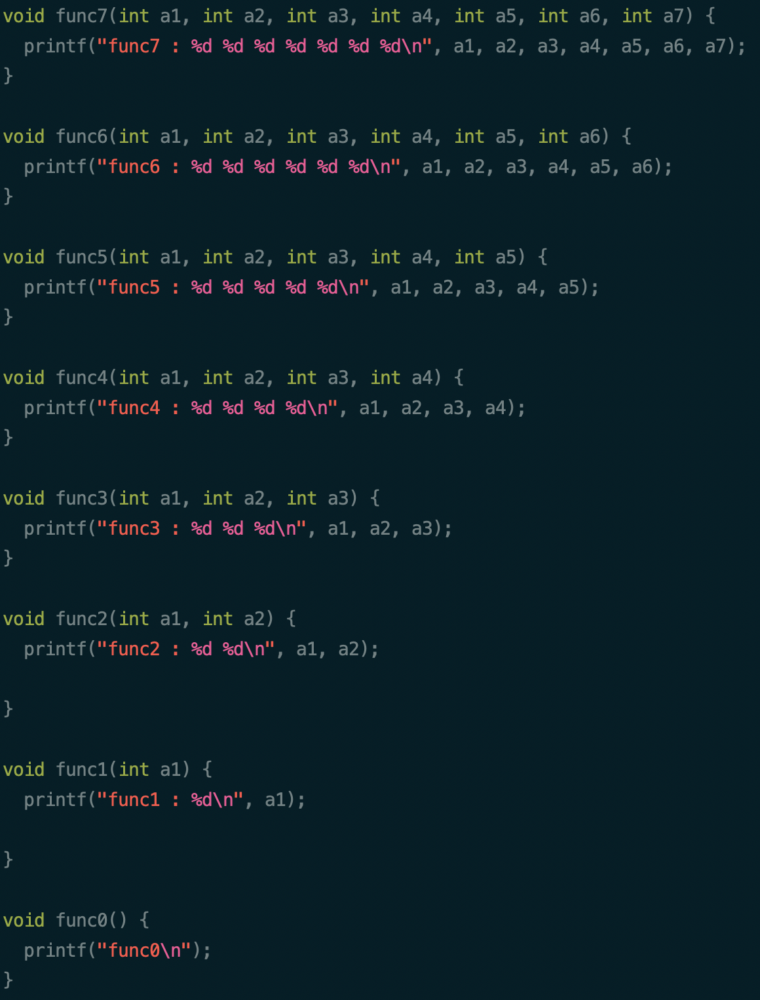 void func7(int a1, int a2, int a3, int a4, int a5, int a6, int a7) {
  printf("func7 : %d %d %d %d %d %d %d\n", a1, a2, a3, a4, a5, a6, a7);
}

void func6(int a1, int a2, int a3, int a4, int a5, int a6) {
  printf("func6 : %d %d %d %d %d %d\n", a1, a2, a3, a4, a5, a6);
}

void func5(int a1, int a2, int a3, int a4, int a5) {
  printf("func5 : %d %d %d %d %d\n", a1, a2, a3, a4, a5);
}

void func4(int a1, int a2, int a3, int a4) {
  printf("func4 : %d %d %d %d\n", a1, a2, a3, a4);
}

void func3(int a1, int a2, int a3) {
  printf("func3 : %d %d %d\n", a1, a2, a3);
}

void func2(int a1, int a2) {
  printf("func2 : %d %d\n", a1, a2);

}

void func1(int a1) {
  printf("func1 : %d\n", a1);

}

void func0() {
  printf("func0\n");
}